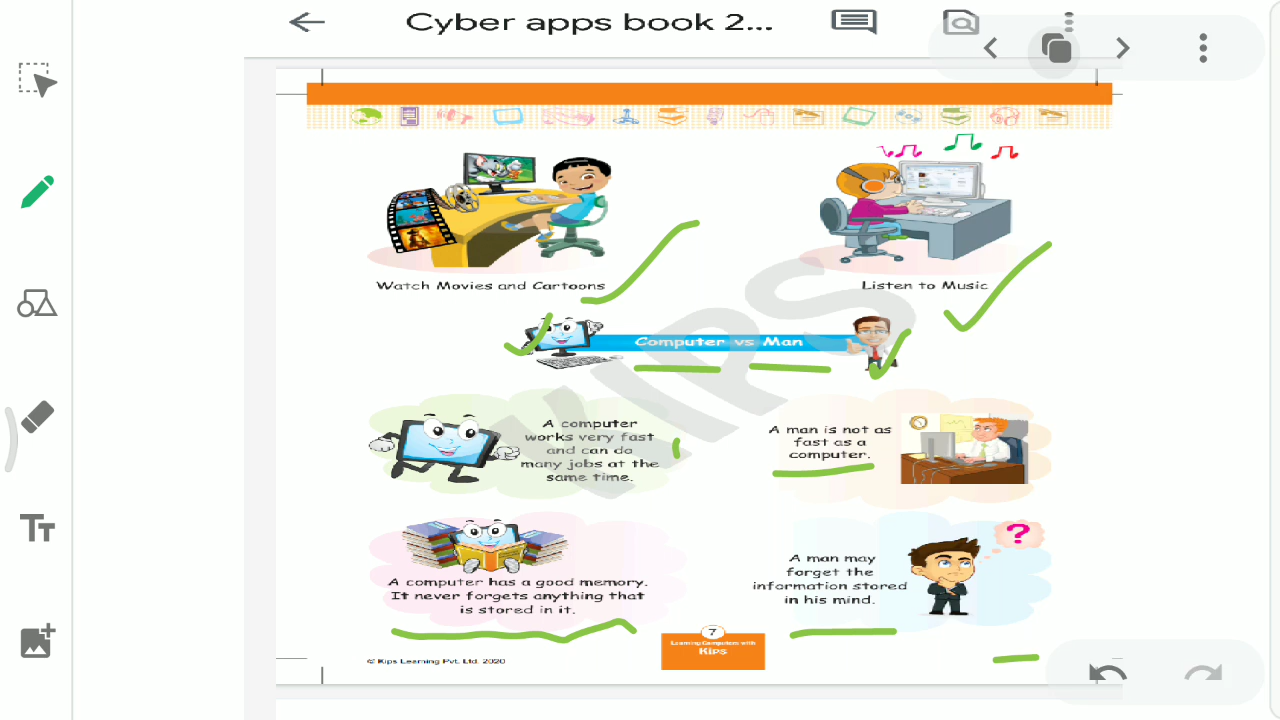 Cyber apps book 2...
Watch Movies and Cartoons
Listen to Music
Computer vs Man
KIPS
A computer
works very fast
and can do
many jobs at the
same time.
A man is not as
fast as a
computer.
?
A computer has a good memory.
It never forgets anything that
is stored in it.
A man may
forget the
information stored
in his mind.
7
Learning Computers with
Kips
© Kips Learning Pvt. Ltd. 2020
Tт